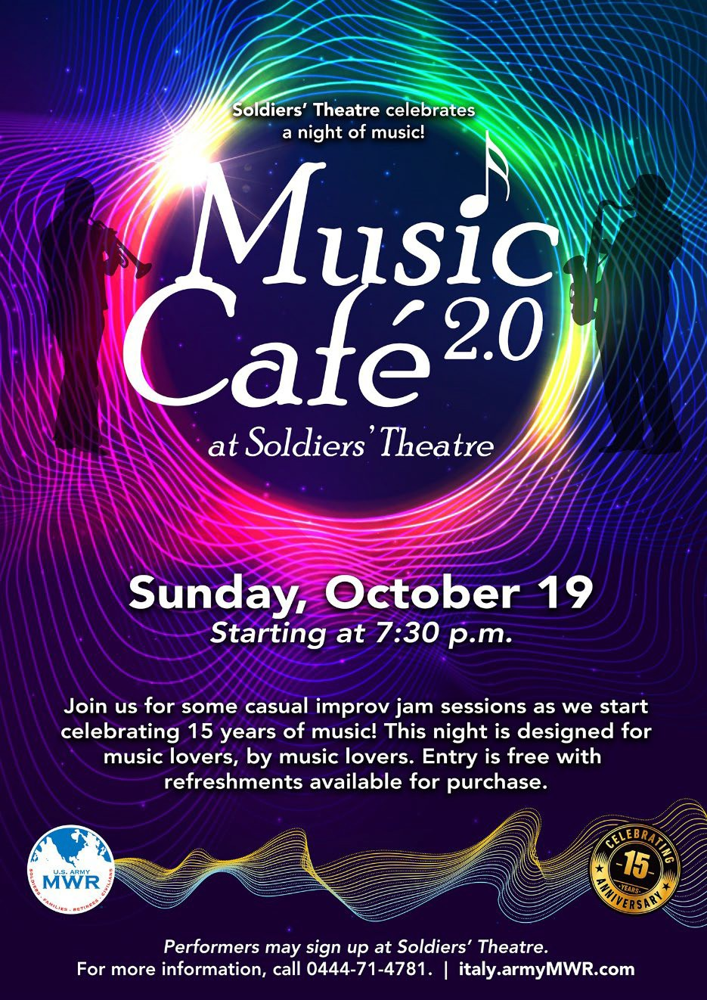 Soldiers’ Theatre celebrates
a night of music!
Music
Café 2.0
at Soldiers’ Theatre
Sunday, October 19
Starting at 7:30 p.m.
Join us for some casual improv jam sessions as we start
celebrating 15 years of music! This night is designed for
music lovers, by music lovers. Entry is free with
refreshments available for purchase.
U.S. ARMY
MWR
SOLDIERS • FAMILIES • RETIREES • CIVILIANS
CELEBRATING
-15-
-YEARS-
ANNIVERSARY
Performers may sign up at Soldiers’ Theatre.
For more information, call 0444-71-4781. | italy.armyMWR.com